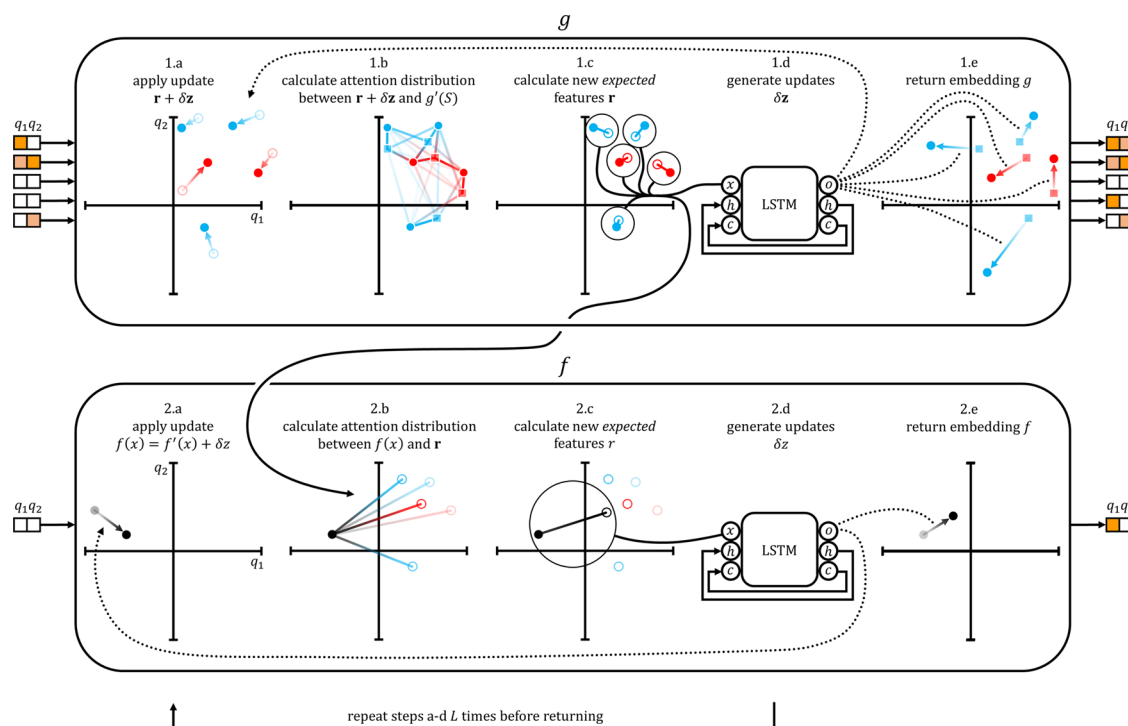 g
1.a
apply update
r + δz
1.b
calculate attention distribution
between r + δz and g′(S)
1.c
calculate new expected
features r
1.d
generate updates
δz
1.e
return embedding g
q₁q₂
q₂
q₁
x
h
c
LSTM
o
h
c
q₁q₂
f
2.a
apply update
f(x) = f′(x) + δz
2.b
calculate attention distribution
between f(x) and r
2.c
calculate new expected
features r
2.d
generate updates
δz
2.e
return embedding f
q₁q₂
q₂
q₁
x
h
c
LSTM
o
h
c
repeat steps a-d L times before returning